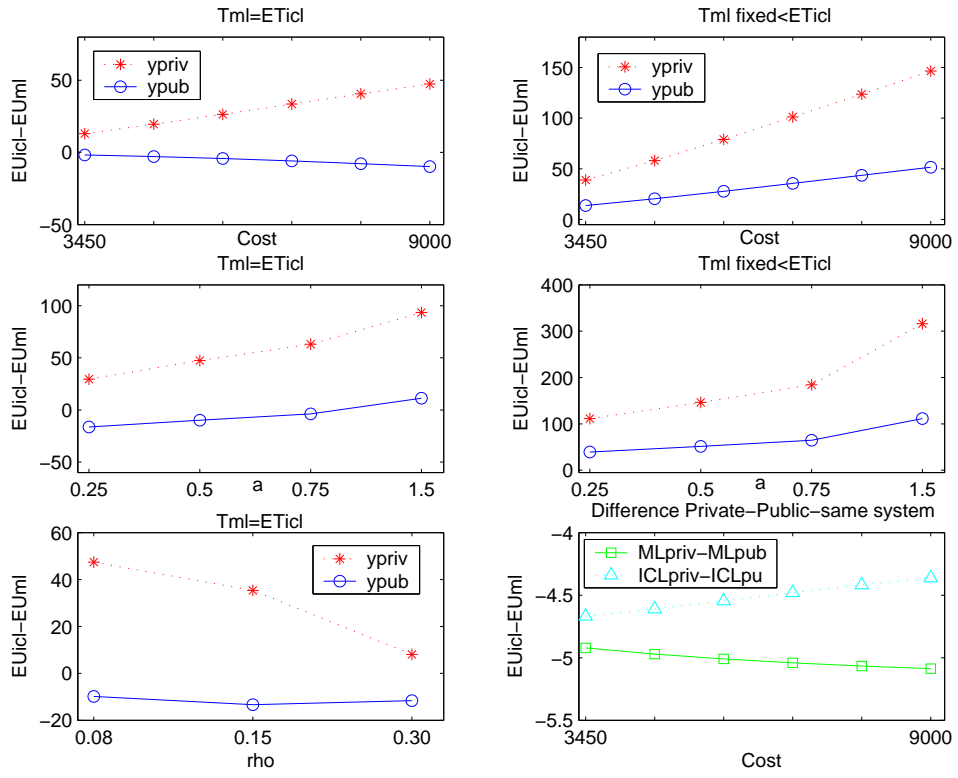 Tml=ETicl
EUicl−EUml
50
0
−50
ypriv
ypub
3450
Cost
9000
Tml fixed<ETicl
EUicl−EUml
150
100
50
0
ypriv
ypub
3450
Cost
9000
Tml=ETicl
EUicl−EUml
100
50
0
−50
0.25
0.5
a
0.75
1.5
Tml fixed<ETicl
EUicl−EUml
400
300
200
100
0
0.25
0.5
a
0.75
1.5
Tml=ETicl
EUicl−EUml
60
40
20
0
−20
ypriv
ypub
0.08
0.15
0.30
rho
Difference Private−Public−same system
EUicl−EUml
−4
−4.5
−5
−5.5
MLpriv−MLpub
ICLpriv−ICLpu
3450
9000
Cost